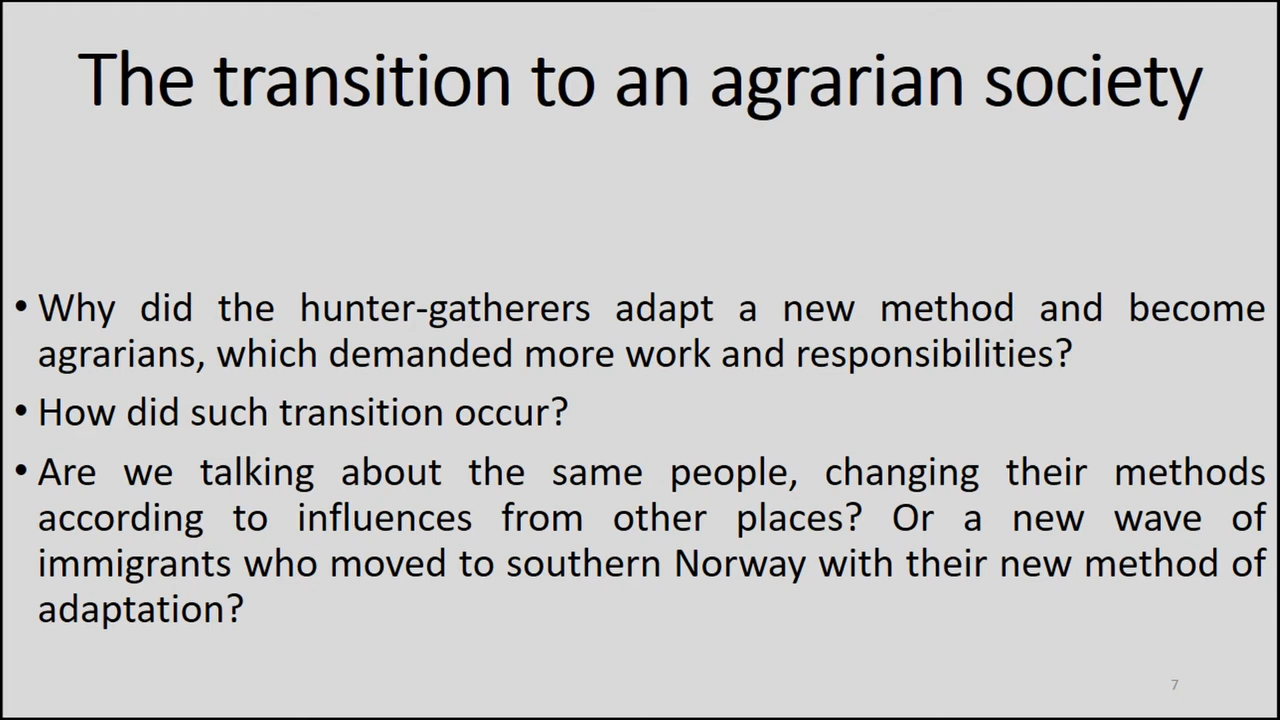 The transition to an agrarian society
• Why did the hunter-gatherers adapt a new method and become
agrarians, which demanded more work and responsibilities?
• How did such transition occur?
• Are we talking about the same people, changing their methods
according to influences from other places? Or a new wave of
immigrants who moved to southern Norway with their new method of
adaptation?
7